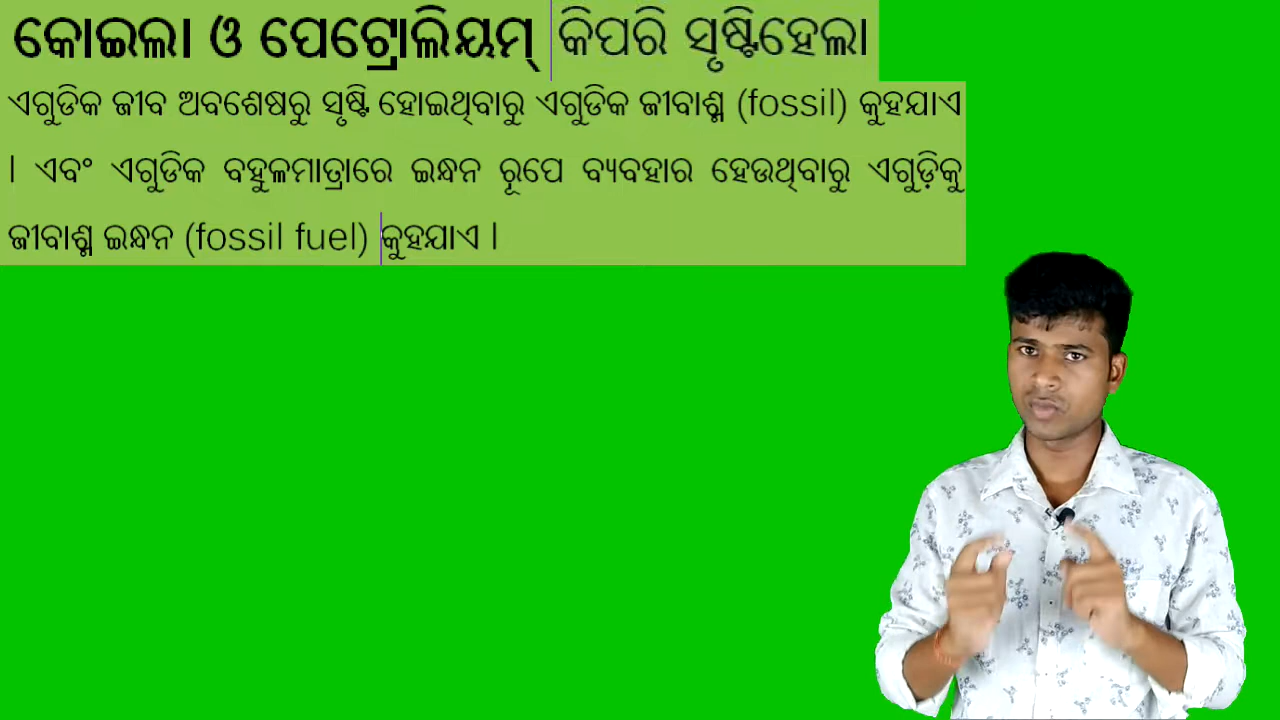 କୋଇଲା ଓ ପେଟ୍ରୋଲିୟମ୍ କିପରି ସୃଷ୍ଟିହେଲା
ଏଗୁଡିକ ଜୀବ ଅବଶେଷରୁ ସୃଷ୍ଟି ହୋଇଥିବାରୁ ଏଗୁଡିକ ଜୀବାଶ୍ମ (fossil) କୁହଯାଏ
। ଏବଂ ଏଗୁଡିକ ବହୁଳମାତ୍ରାରେ ଇନ୍ଧନ ରୂପେ ବ୍ୟବହାର ହେଉଥିବାରୁ ଏଗୁଡ଼ିକୁ
ଜୀବାଶ୍ମ ଇନ୍ଧନ (fossil fuel) କୁହଯାଏ ।